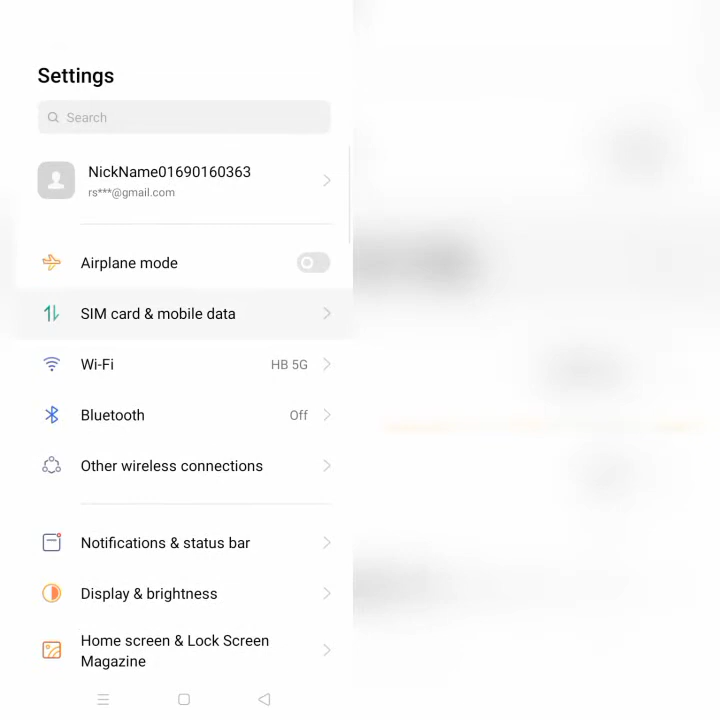 Settings
Search
NickName01690160363
rs***@gmail.com
Airplane mode
SIM card & mobile data
Wi-Fi HB 5G
Bluetooth Off
Other wireless connections
Notifications & status bar
Display & brightness
Home screen & Lock Screen
Magazine